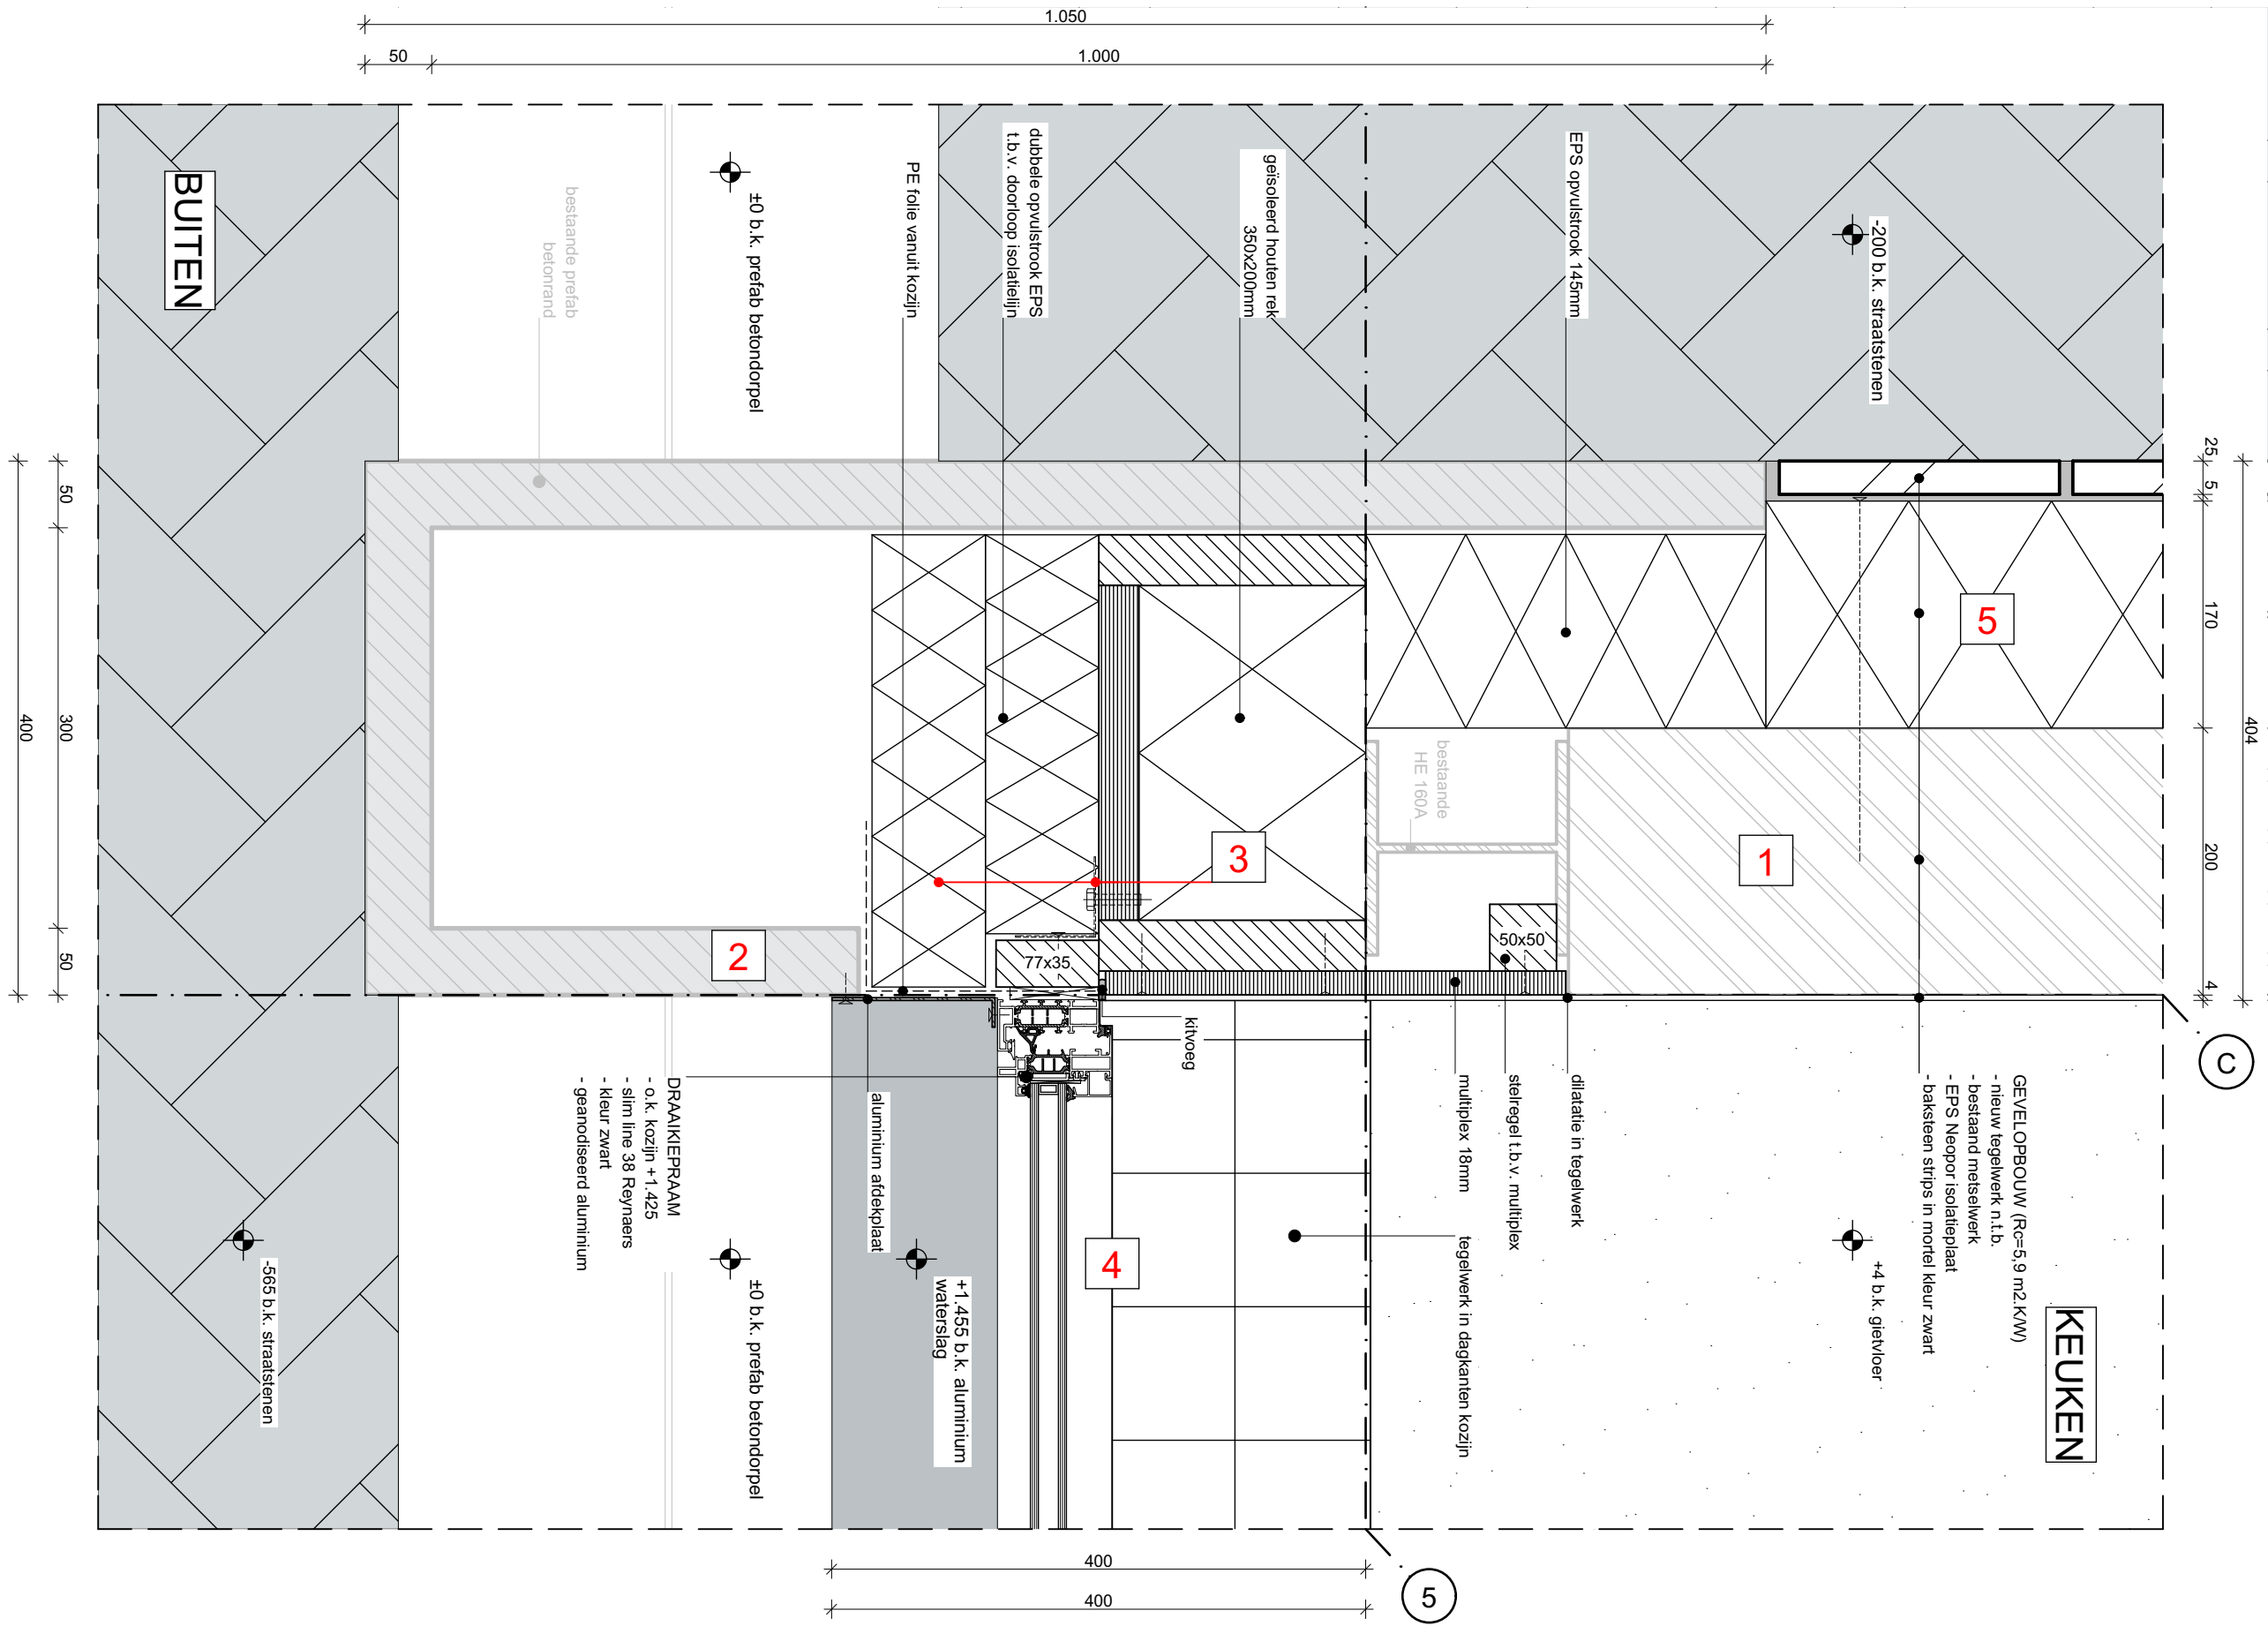 1.050
50
1.000
BUITEN
±0 b.k. prefab betondorpel
bestaande prefab
betonrand
PE folie vanuit kozijn
dubbele opvulstrook EPS
t.b.v. doorloop isolatielijn
geïsoleerd houten rek
350x200mm
EPS opvulstrook 145mm
-200 b.k. straatstenen
25
5
170
404
200
4
50
300
400
50
5
3
1
2
4
bestaande
HE 160A
50x50
77x35
kitvoeg
C
DRAAIKIEPRAAM
- o.k. kozijn +1.425
- slim line 38 Reynaers
- kleur zwart
- geanodiseerd aluminium
aluminium afdekplaat
multiplex 18mm
stelregel t.b.v. multiplex
dilatatie in tegelwerk
tegelwerk in dagkanten kozijn
GEVELOPBOUW (Rc=5,9 m2.K/W)
- nieuw tegelwerk n.t.b.
- bestaand metselwerk
- EPS Neopor isolatieplaat
- baksteen strips in mortel kleur zwart
+4 b.k. gietvloer
KEUKEN
-565 b.k. straatstenen
±0 b.k. prefab betondorpel
+1.455 b.k. aluminium
waterslag
400
400
5